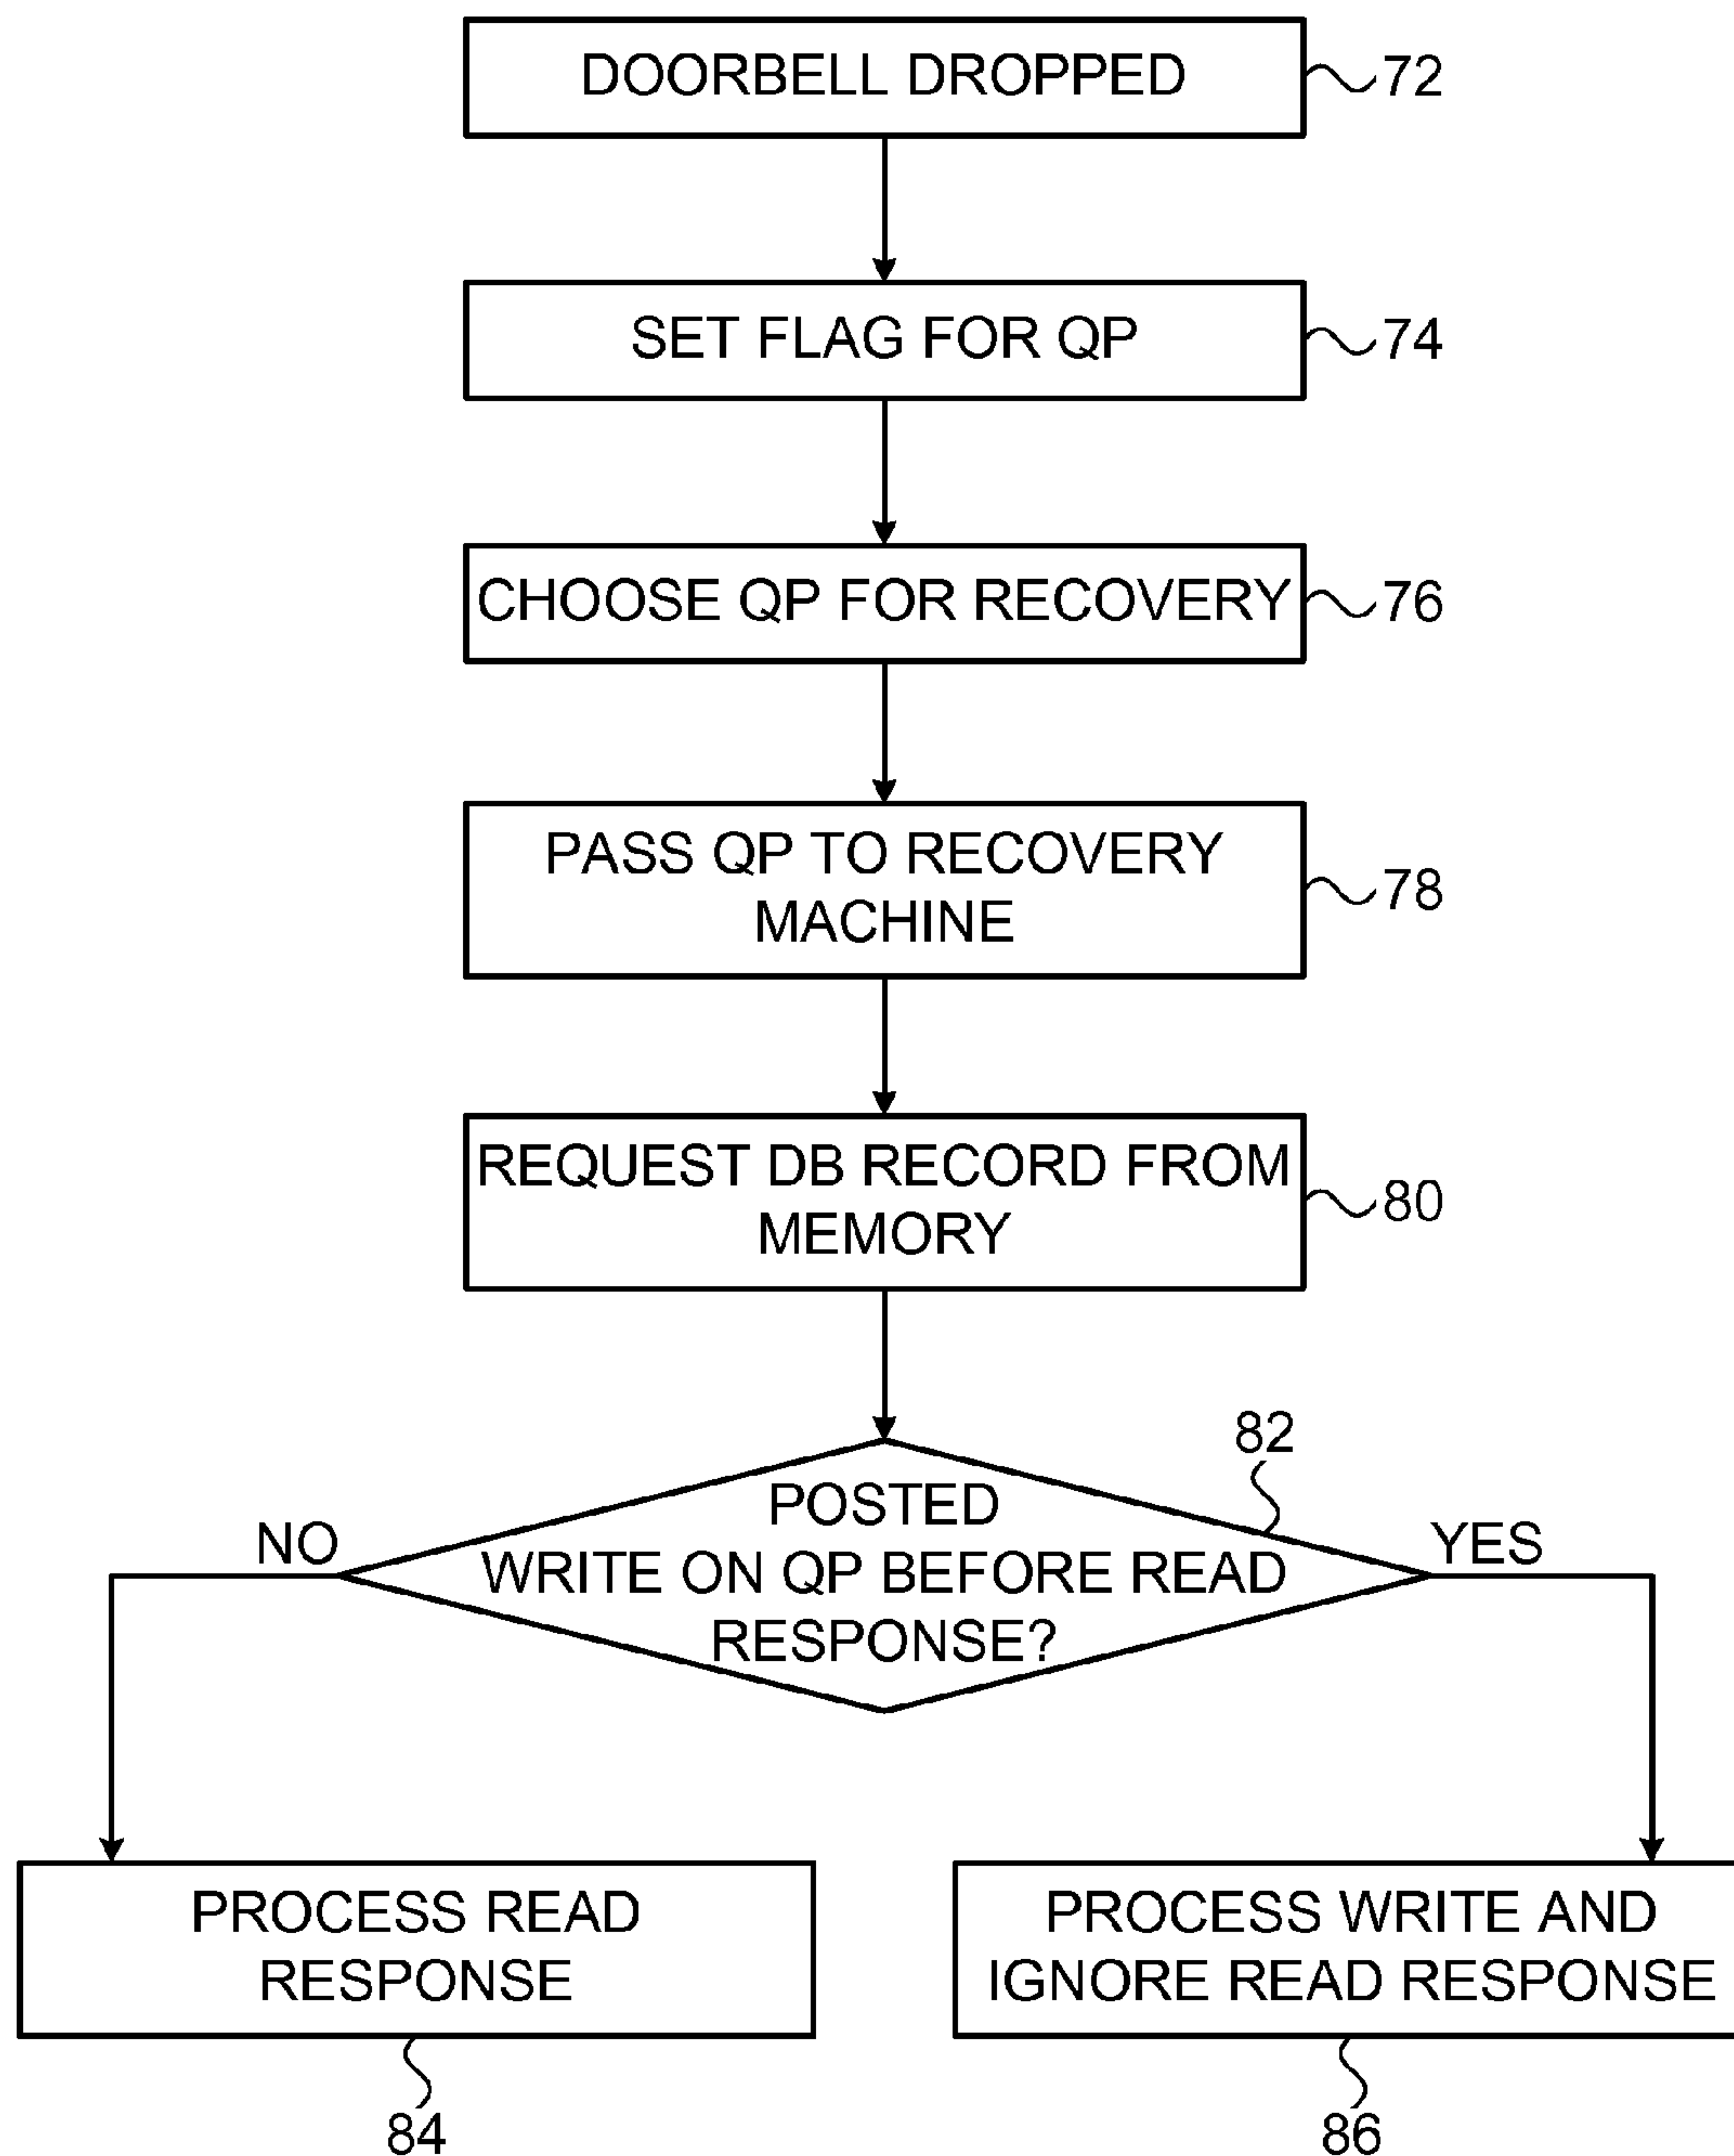 DOORBELL DROPPED
72
SET FLAG FOR QP
74
CHOOSE QP FOR RECOVERY
76
PASS QP TO RECOVERY
MACHINE
78
REQUEST DB RECORD FROM
MEMORY
80
82
POSTED
WRITE ON QP BEFORE READ
RESPONSE?
NO
YES
PROCESS READ
RESPONSE
84
PROCESS WRITE AND
IGNORE READ RESPONSE
86